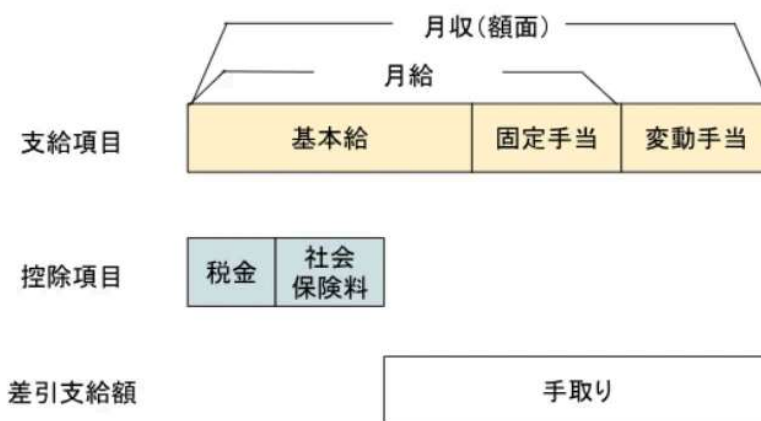 月収(額面)
月給
支給項目
基本給
固定手当
変動手当
控除項目
税金
社会
保険料
差引支給額
手取り